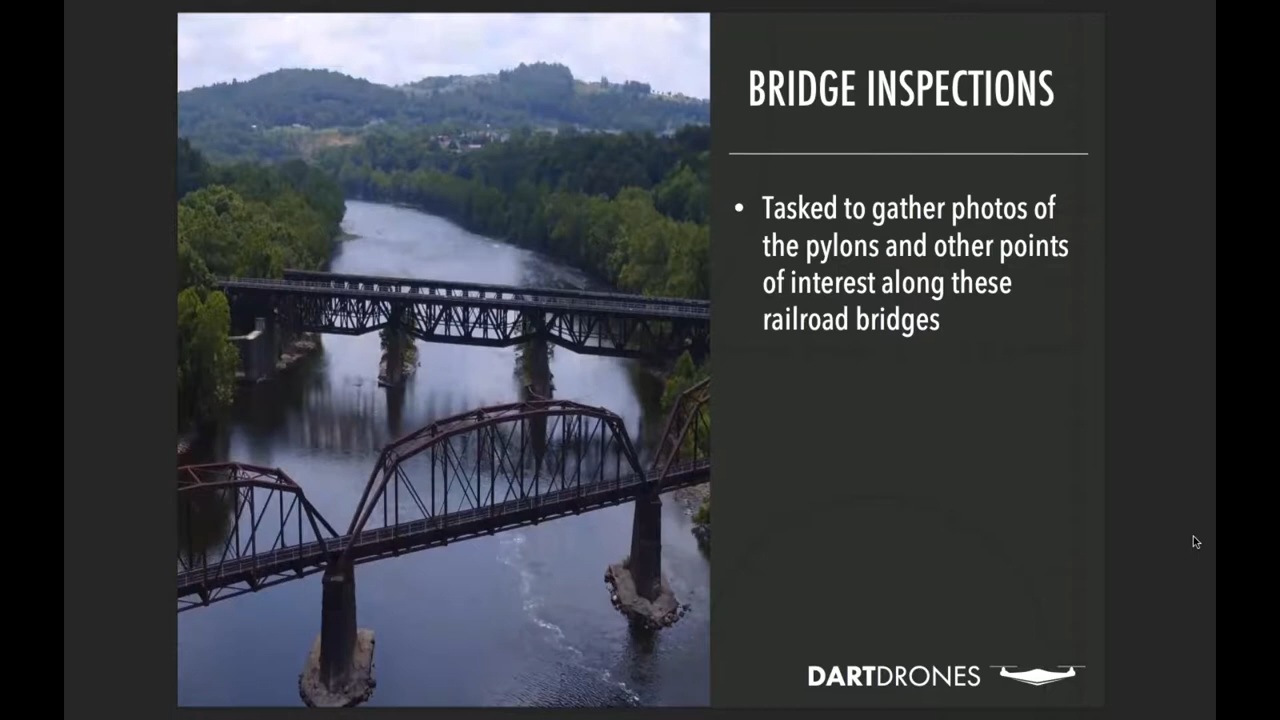 BRIDGE INSPECTIONS
• Tasked to gather photos of
the pylons and other points
of interest along these
railroad bridges
DARTDRONES